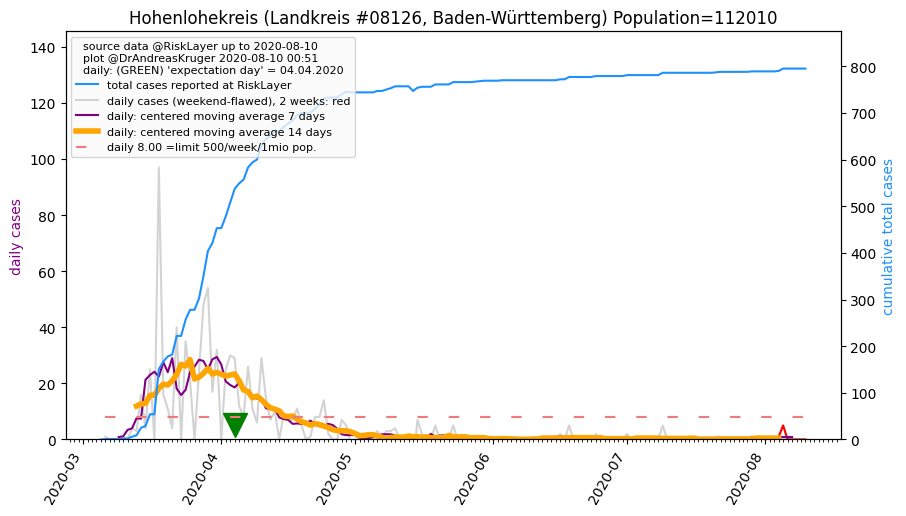 Hohenlohekreis (Landkreis #08126, Baden-Württemberg) Population=112010
source data @RiskLayer up to 2020-08-10
plot @DrAndreasKruger 2020-08-10 00:51
daily: (GREEN) 'expectation day' = 04.04.2020
total cases reported at RiskLayer
daily cases (weekend-flawed), 2 weeks: red
daily: centered moving average 7 days
daily: centered moving average 14 days
daily 8.00 =limit 500/week/1mio pop.
daily cases
140
120
100
80
60
40
20
0
cumulative total cases
800
700
600
500
400
300
200
100
0
2020-03
2020-04
2020-05
2020-06
2020-07
2020-08